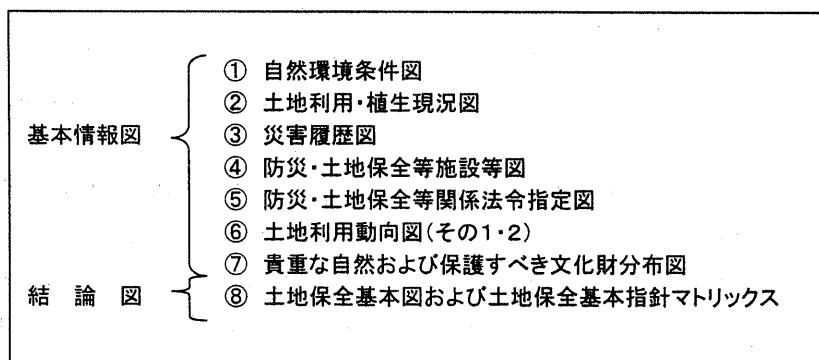 ① 自然環境条件図
② 土地利用・植生現況図
基本情報図 ③ 災害履歴図
④ 防災・土地保全等施設等図
⑤ 防災・土地保全等関係法令指定図
⑥ 土地利用動向図(その1・2)
⑦ 貴重な自然および保護すべき文化財分布図
結論図 ⑧ 土地保全基本図および土地保全基本指針マトリックス